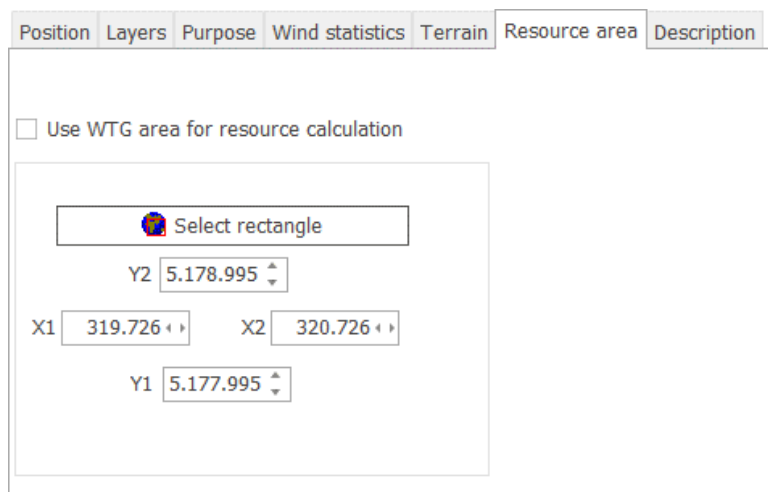 Position Layers Purpose Wind statistics Terrain Resource area Description
Use WTG area for resource calculation
Select rectangle
Y2 5.178.995
X1 319.726 X2 320.726
Y1 5.177.995